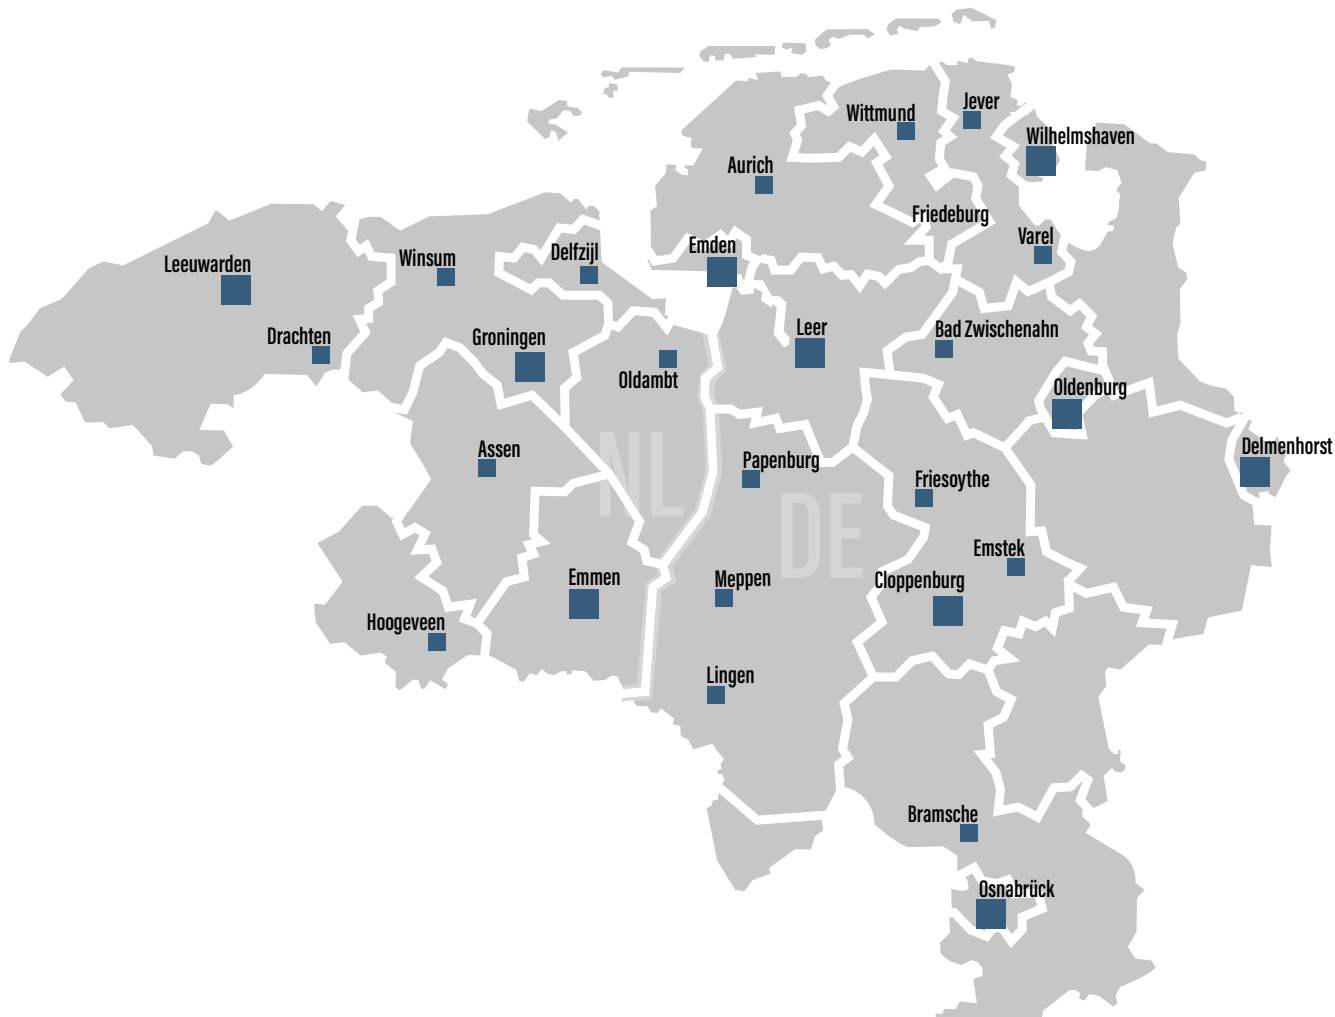 Jever
Wittmund
Wilhelmshaven
Aurich
Friedeburg
Varel
Emden
Delfzijl
Winsum
Leeuwarden
Leer
Bad Zwischenahn
Drachten
Groningen
Oldambt
Oldenburg
Delmenhorst
Assen
Papenburg
NL
Friesoythe
DE
Emstek
Emmen
Meppen
Cloppenburg
Hoogeveen
Lingen
Bramsche
Osnabrück